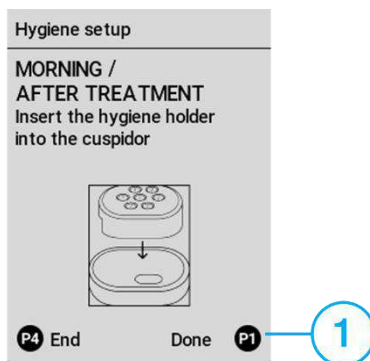 Hygiene setup
MORNING /
AFTER TREATMENT
Insert the hygiene holder
into the cuspidor
P4 End Done P1
1